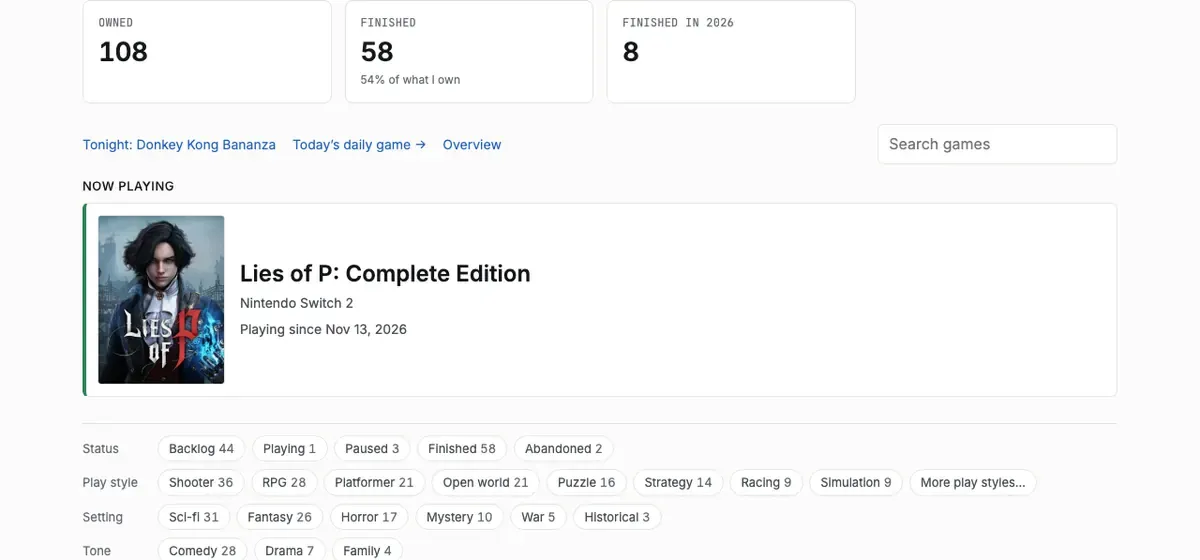 OWNED
108
FINISHED
58
54% of what I own
FINISHED IN 2026
8
Tonight: Donkey Kong Bananza
Today's daily game →
Overview
Search games
NOW PLAYING
LIES OF P
Lies of P: Complete Edition
Nintendo Switch 2
Playing since Nov 13, 2026
Status Backlog 44 Playing 1 Paused 3 Finished 58 Abandoned 2
Play style Shooter 36 RPG 28 Platformer 21 Open world 21 Puzzle 16 Strategy 14 Racing 9 Simulation 9 More play styles...
Setting Sci-fi 31 Fantasy 26 Horror 17 Mystery 10 War 5 Historical 3
Tone Comedy 28 Drama 7 Family 4